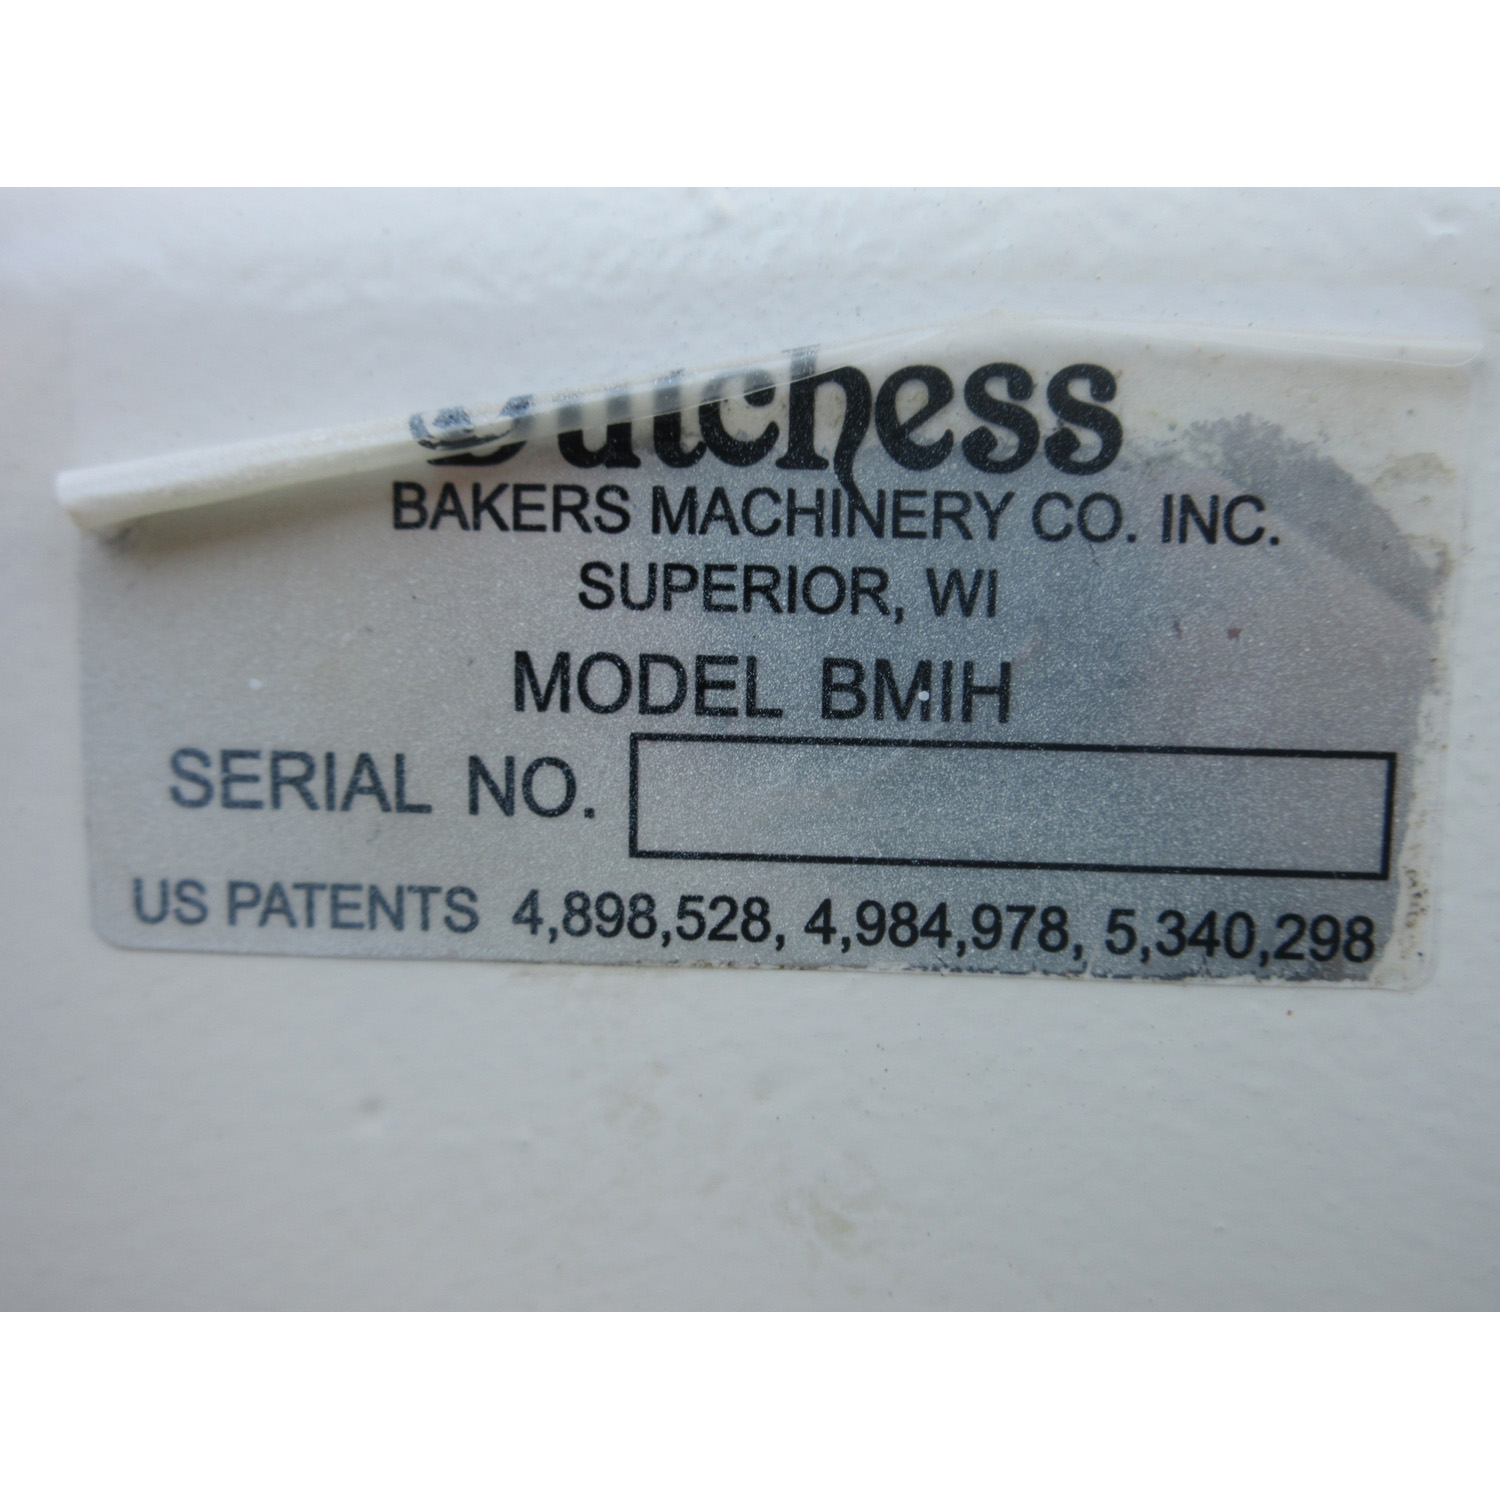 Dutchess
BAKERS MACHINERY CO. INC.
SUPERIOR, WI
MODEL BMIH
SERIAL NO.
US PATENTS 4,898,528, 4,984,978, 5,340,298